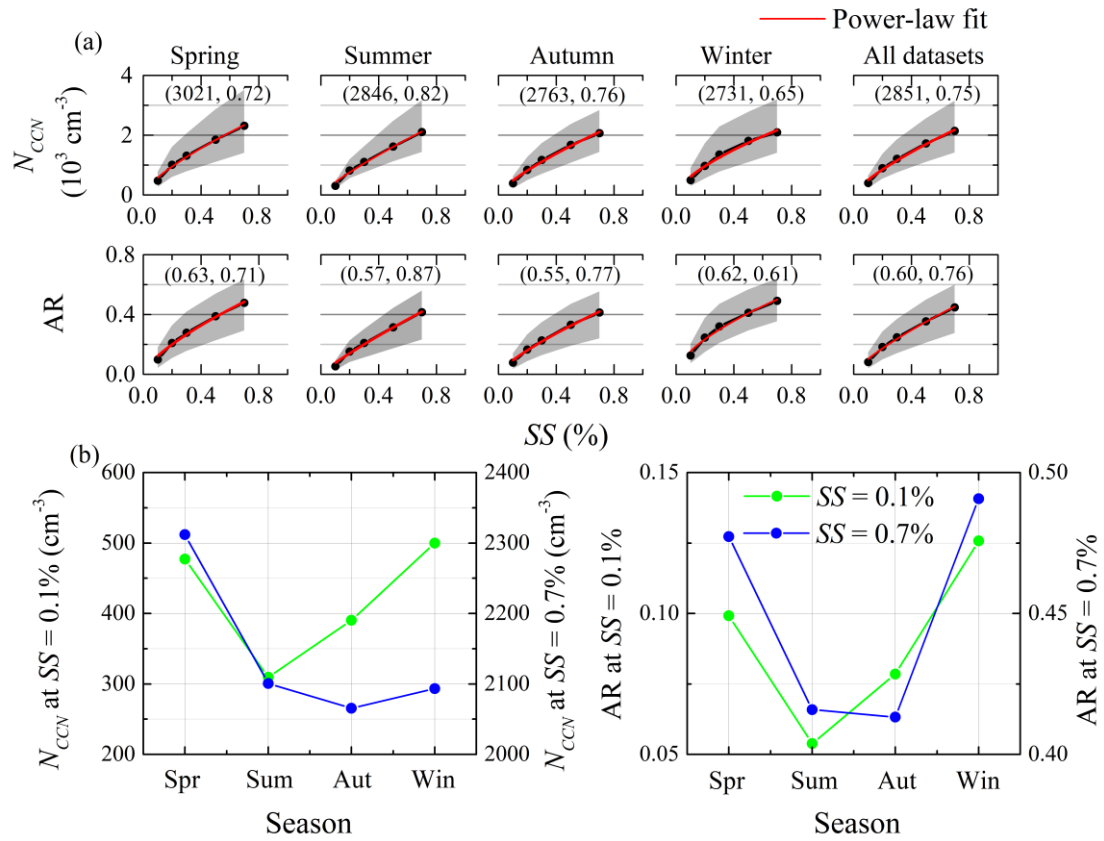 Power-law fit
(a)
Spring Summer Autumn Winter All datasets
N_CCN (10³ cm⁻³)
4
3
2
1
0
(3021, 0.72) (2846, 0.82) (2763, 0.76) (2731, 0.65) (2851, 0.75)
0.0 0.4 0.8 0.0 0.4 0.8 0.0 0.4 0.8 0.0 0.4 0.8 0.0 0.4 0.8
AR
0.8
0.4
0.0
(0.63, 0.71) (0.57, 0.87) (0.55, 0.77) (0.62, 0.61) (0.60, 0.76)
0.0 0.4 0.8 0.0 0.4 0.8 0.0 0.4 0.8 0.0 0.4 0.8 0.0 0.4 0.8
SS (%)
(b)
N_CCN at SS = 0.1% (cm⁻³)
600
500
400
300
200
2400
2300
2200
2100
2000
N_CCN at SS = 0.7% (cm⁻³)
Spr Sum Aut Win
Season
AR at SS = 0.1%
0.15
0.10
0.05
SS = 0.1%
SS = 0.7%
0.50
0.45
0.40
AR at SS = 0.7%
Spr Sum Aut Win
Season